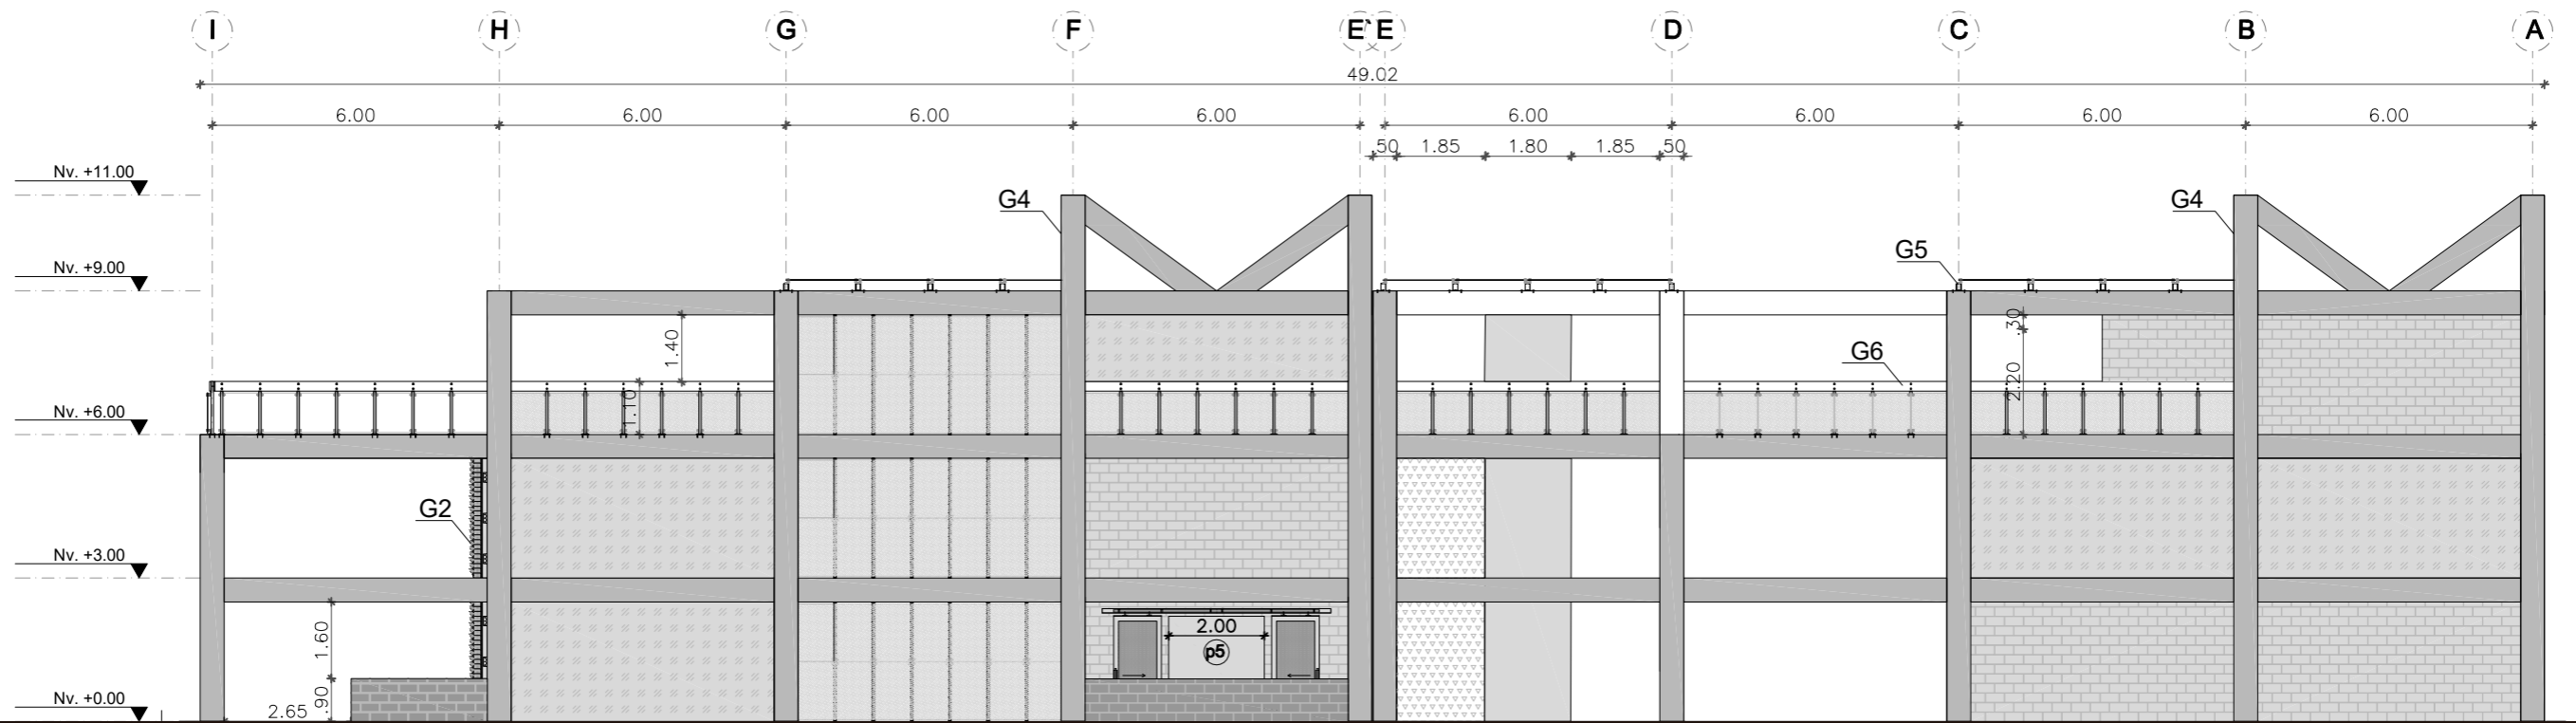 I H G F E' E D C B A
49.02
6.00 6.00 6.00 6.00 6.00 6.00 6.00 6.00
.50 1.85 1.80 1.85 .50
Nv. +11.00
G4 G4
G5
Nv. +9.00
.30
1.40
G6
2.20
1.10
Nv. +6.00
G2
Nv. +3.00
1.60
2.00
p5
.90
Nv. +0.00
2.65